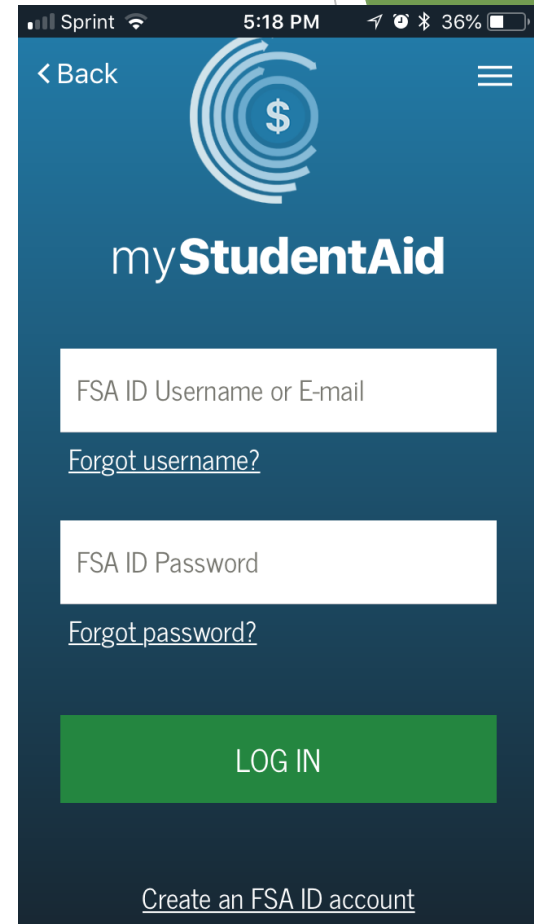 Sprint 5:18 PM 36%
Back
$
myStudentAid
FSA ID Username or E-mail
Forgot username?
FSA ID Password
Forgot password?
LOG IN
Create an FSA ID account